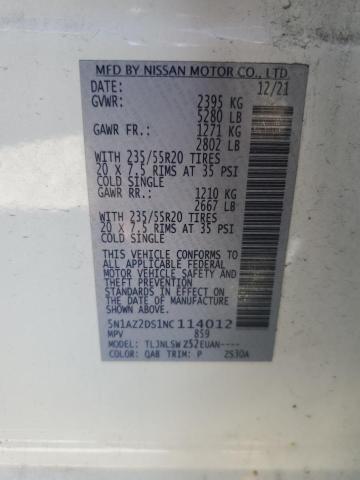 MFD BY NISSAN MOTOR CO., LTD.
DATE: 12/21
GVWR: 2395 KG
5280 LB
GAWR FR.: 1271 KG
2802 LB
WITH 235/55R20 TIRES
20 X 7.5 RIMS AT 35 PSI
COLD SINGLE
GAWR RR.: 1210 KG
2667 LB
WITH 235/55R20 TIRES
20 X 7.5 RIMS AT 35 PSI
COLD SINGLE
THIS VEHICLE CONFORMS TO ALL
APPLICABLE FEDERAL MOTOR
VEHICLE SAFETY AND THEFT
PREVENTION STANDARDS IN
EFFECT ON THE DATE OF
MANUFACTURE SHOWN ABOVE.
5N1AZ2DS1NC114012
MPV 859
MODEL: TLJNLSW Z52EUAN----
COLOR: QAB TRIM: P ZS30A